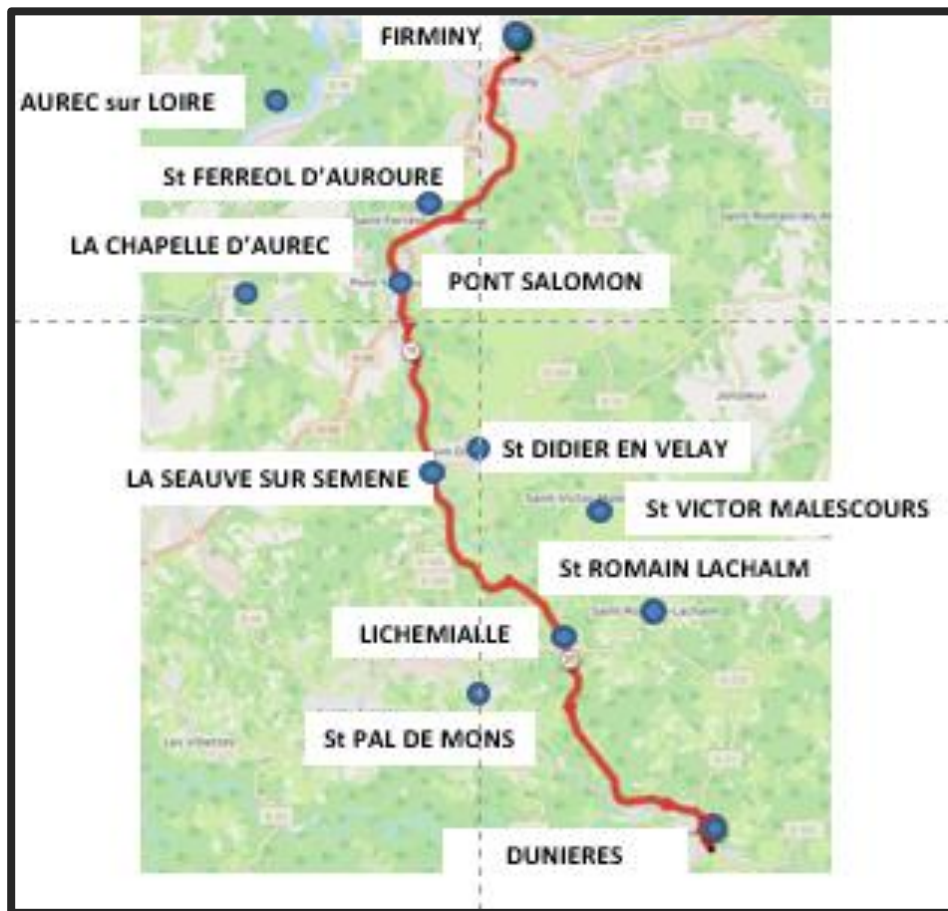 FIRMINY
AUREC sur LOIRE
St FERREOL D'AUROURE
LA CHAPELLE D'AUREC
PONT SALOMON
St DIDIER EN VELAY
LA SEAUVE SUR SEMENE
St VICTOR MALESCOURS
St ROMAIN LACHALM
LICHEMIALLE
St PAL DE MONS
DUNIERES